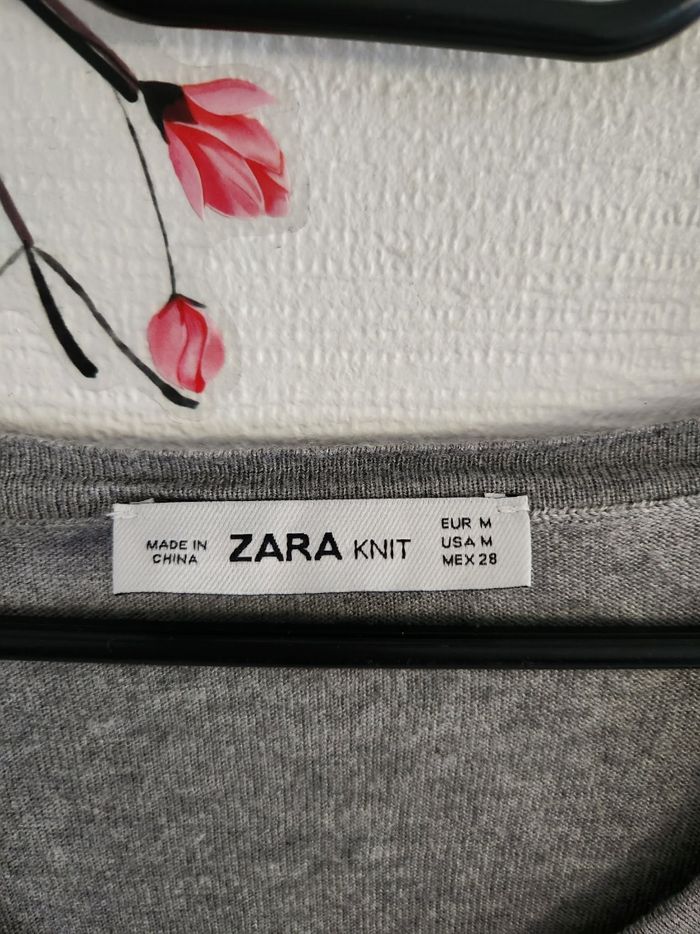 MADE IN
CHINA
ZARA KNIT
EUR M
USA M
MEX 28